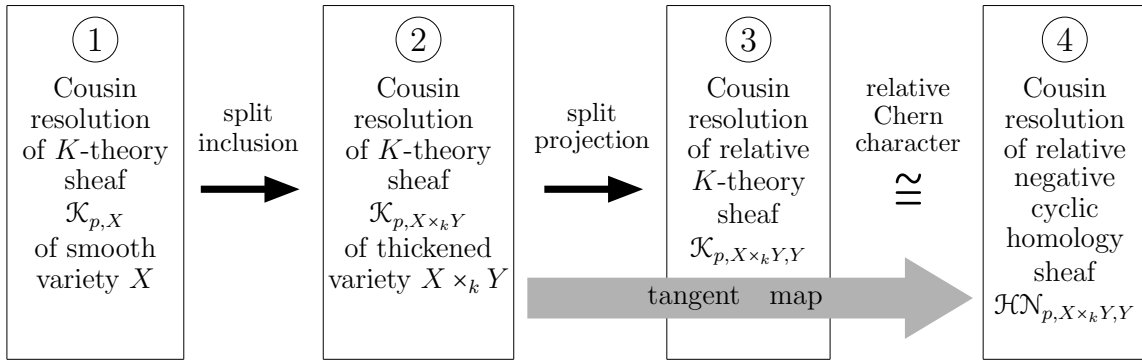 ①
Cousin
resolution
of K-theory
sheaf
𝒦_{p,X}
of smooth
variety X
split
inclusion
②
Cousin
resolution
of K-theory
sheaf
𝒦_{p,X×_kY}
of thickened
variety X ×_k Y
split
projection
③
Cousin
resolution
of relative
K-theory
sheaf
𝒦_{p,X×_kY,Y}
relative
Chern
character
≅
④
Cousin
resolution
of relative
negative
cyclic
homology
sheaf
ℋ𝒩_{p,X×_kY,Y}
tangent map